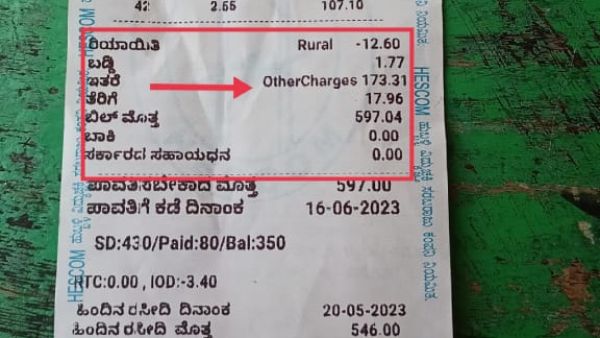 42 2.55 107.10
ರಿಯಾಯಿತಿ Rural -12.60
ಬಡ್ಡಿ 1.77
ಇತರೆ OtherCharges 173.31
ತೆರಿಗೆ 17.96
ಬಿಲ್ ಮೊತ್ತ 597.04
ಬಾಕಿ 0.00
ಸರ್ಕಾರದ ಸಹಾಯಧನ 0.00
ಪಾವತಿಸಬೇಕಾದ ಮೊತ್ತ 597.00
ಪಾವತಿಗೆ ಕಡೆ ದಿನಾಂಕ 16-06-2023
SD:430/Paid:80/Bal:350
RTC:0.00 , IOD:-3.40
ಹಿಂದಿನ ರಸೀದಿ ದಿನಾಂಕ 20-05-2023
ಹಿಂದಿನ ರಸೀದಿ ಮೊತ್ತ 546.00
HESCOM
HESCOM